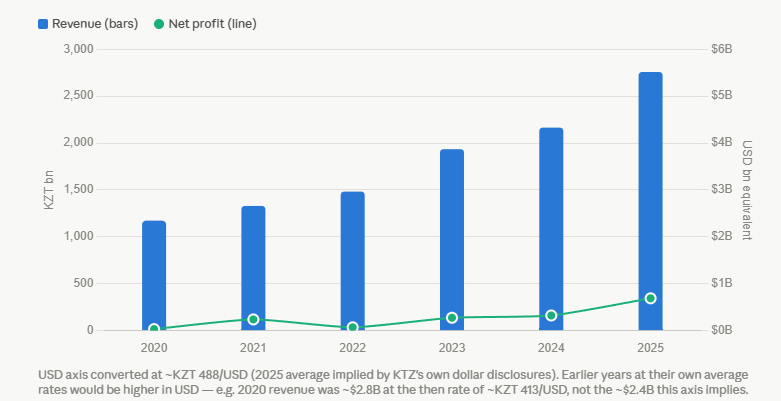 Revenue (bars) Net profit (line)
3,000 $6B
2,500 $5B
2,000 $4B
1,500 $3B
1,000 $2B
500 $1B
0 $0B
KZT bn
USD bn equivalent
2020 2021 2022 2023 2024 2025
USD axis converted at ~KZT 488/USD (2025 average implied by KTZ's own dollar disclosures). Earlier years at their own average
rates would be higher in USD — e.g. 2020 revenue was ~$2.8B at the then rate of ~KZT 413/USD, not the ~$2.4B this axis implies.